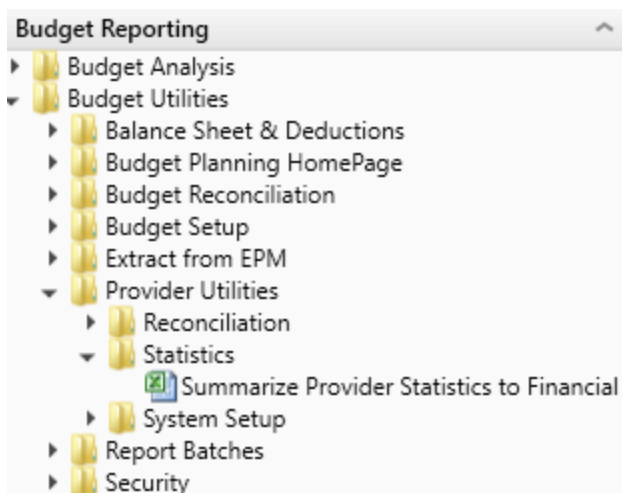 Budget Reporting
Budget Analysis
Budget Utilities
Balance Sheet & Deductions
Budget Planning HomePage
Budget Reconciliation
Budget Setup
Extract from EPM
Provider Utilities
Reconciliation
Statistics
Summarize Provider Statistics to Financial
System Setup
Report Batches
Security